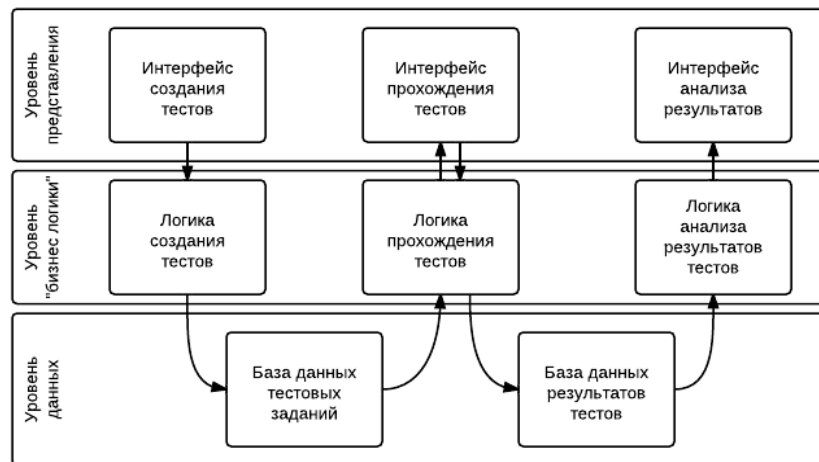 Уровень
представления
Интерфейс
создания
тестов
Интерфейс
прохождения
тестов
Интерфейс
анализа
результатов
Уровень
"бизнес логики"
Логика
создания
тестов
Логика
прохождения
тестов
Логика
анализа
результатов
тестов
Уровень
данных
База данных
тестовых
заданий
База данных
результатов
тестов